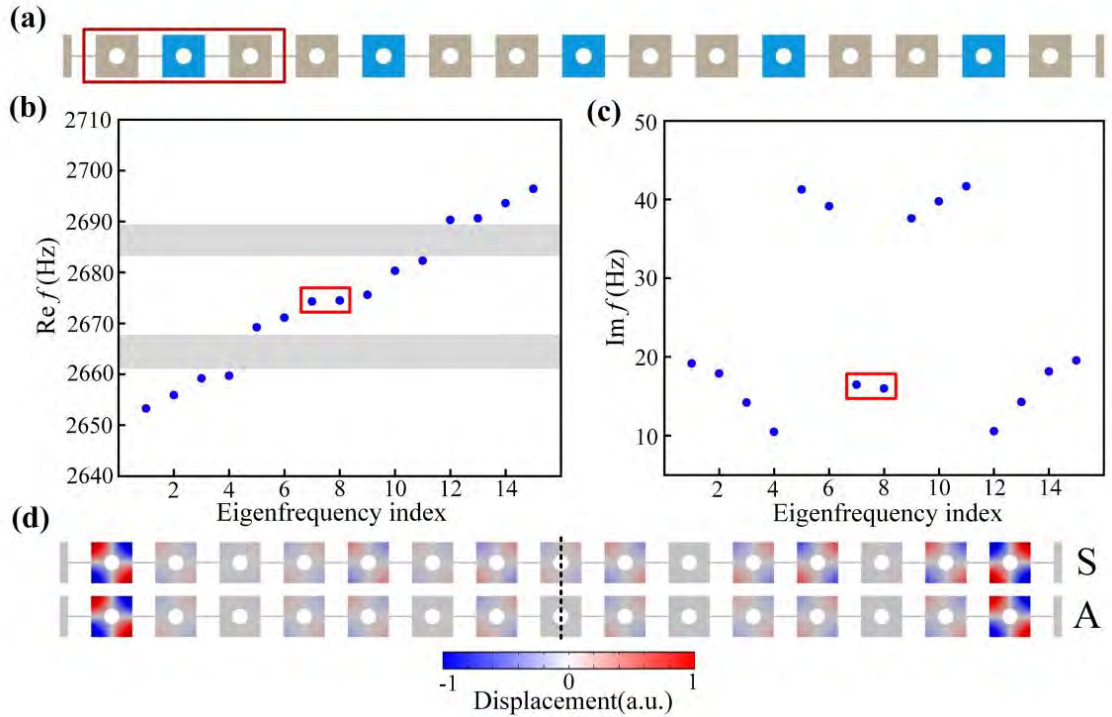 (a)
(b)
(c)
2710
2700
2690
2680
2670
2660
2650
2640
Re f (Hz)
2 4 6 8 10 12 14
Eigenfrequency index
50
40
30
20
10
Im f (Hz)
2 4 6 8 10 12 14
Eigenfrequency index
(d)
S
A
-1 0 1
Displacement(a.u.)